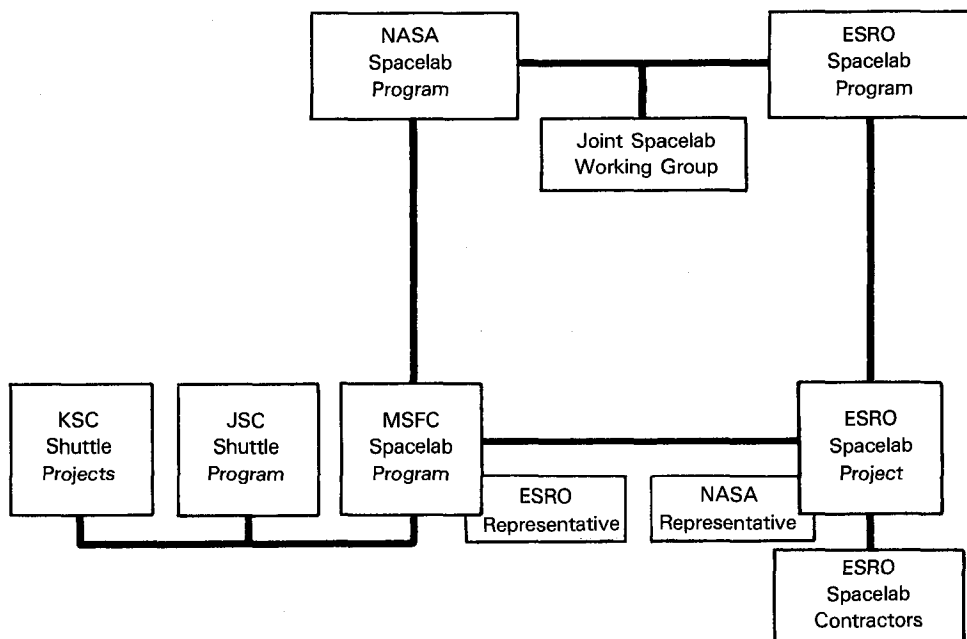 NASA
Spacelab
Program
ESRO
Spacelab
Program
Joint Spacelab
Working Group
KSC
Shuttle
Projects
JSC
Shuttle
Program
MSFC
Spacelab
Program
ESRO
Spacelab
Project
ESRO
Representative
NASA
Representative
ESRO
Spacelab
Contractors